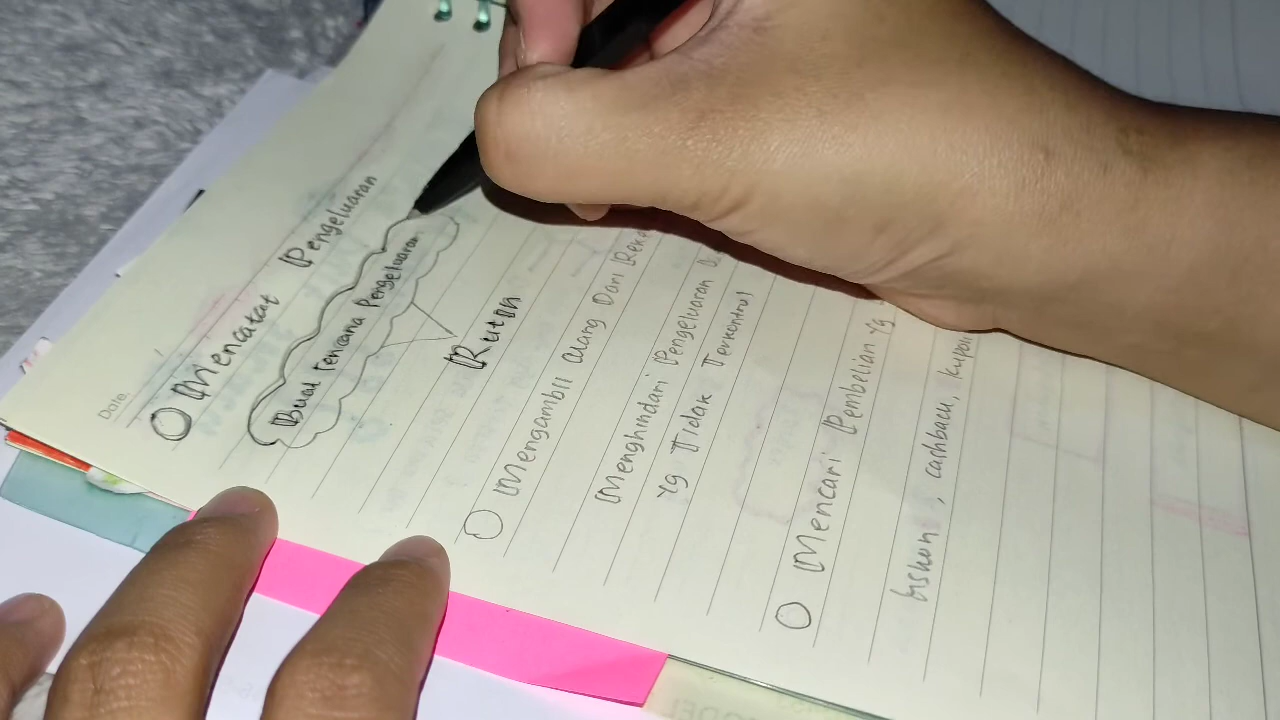 Date.
Mencatat Pengeluaran
Buat rencana Pengeluaran
Rutin
Mengambil Uang Dari
Menghindari Pengeluaran
Yg Tidak Terkontrol
Mencari Pembelian Yg
diskon, cashback, kupon